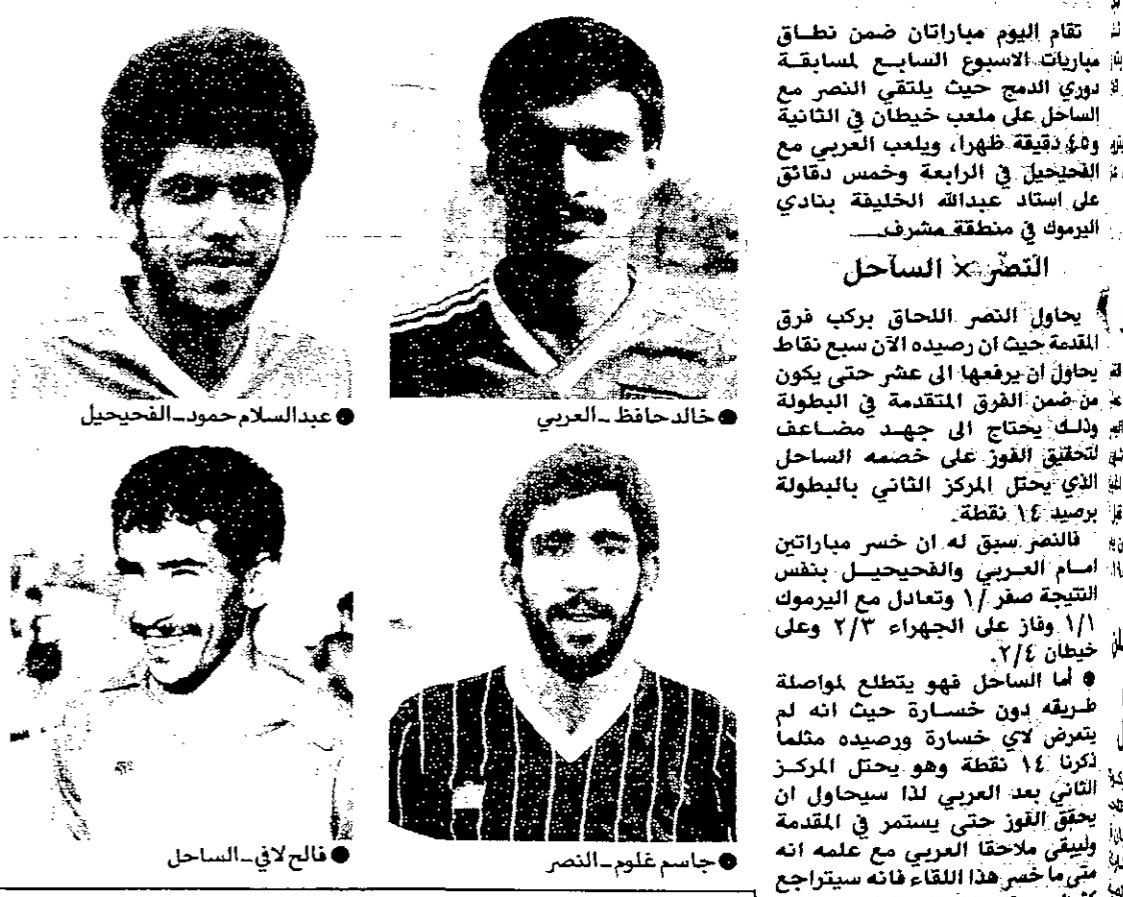 تقام اليوم مباراتان ضمن نطاق
مباريات الاسبوع السابع لمسابقة
دوري الدمج حيث يلتقي النصر مع
الساحل على ملعب خيطان في الثانية
و٤٥ دقيقة ظهرا، ويلعب العربي مع
الفحيحيل في الرابعة وخمس دقائق
على استاد عبدالله الخليفة بنادي
اليرموك في منطقة مشرف
النصر × الساحل
يحاول النصر اللحاق بركب فرق
المقدمة حيث ان رصيده الآن سبع نقاط
يحاول ان يرفعها الى عشر حتى يكون
من ضمن الفرق المتقدمة في البطولة
وذلك يحتاج الى جهد مضاعف
لتحقيق الفوز على خصمه الساحل
الذي يحتل المركز الثاني بالبطولة
برصيد ١٤ نقطة.
فالنصر سبق له ان خسر مباراتين
امام العربي والفحيحيل بنفس
النتيجة صفر/١ وتعادل مع اليرموك
١/١ وفاز على الجهراء ٢/٣ وعلى
خيطان ٢/٤.
● أما الساحل فهو يتطلع لمواصلة
طريقه دون خسارة حيث انه لم
يتعرض لاي خسارة ورصيده مثلما
ذكرنا ١٤ نقطة وهو يحتل المركز
الثاني بعد العربي لذا سيحاول ان
يحقق الفوز حتى يستمر في المقدمة
وليبقى ملاحقا العربي مع علمه انه
متى ما خسر هذا اللقاء فانه سيتراجع
● خالد حافظ ـ العربي
● عبدالسلام حمود ـ الفحيحيل
● جاسم غلوم ـ النصر
● فالح لافي ـ الساحل